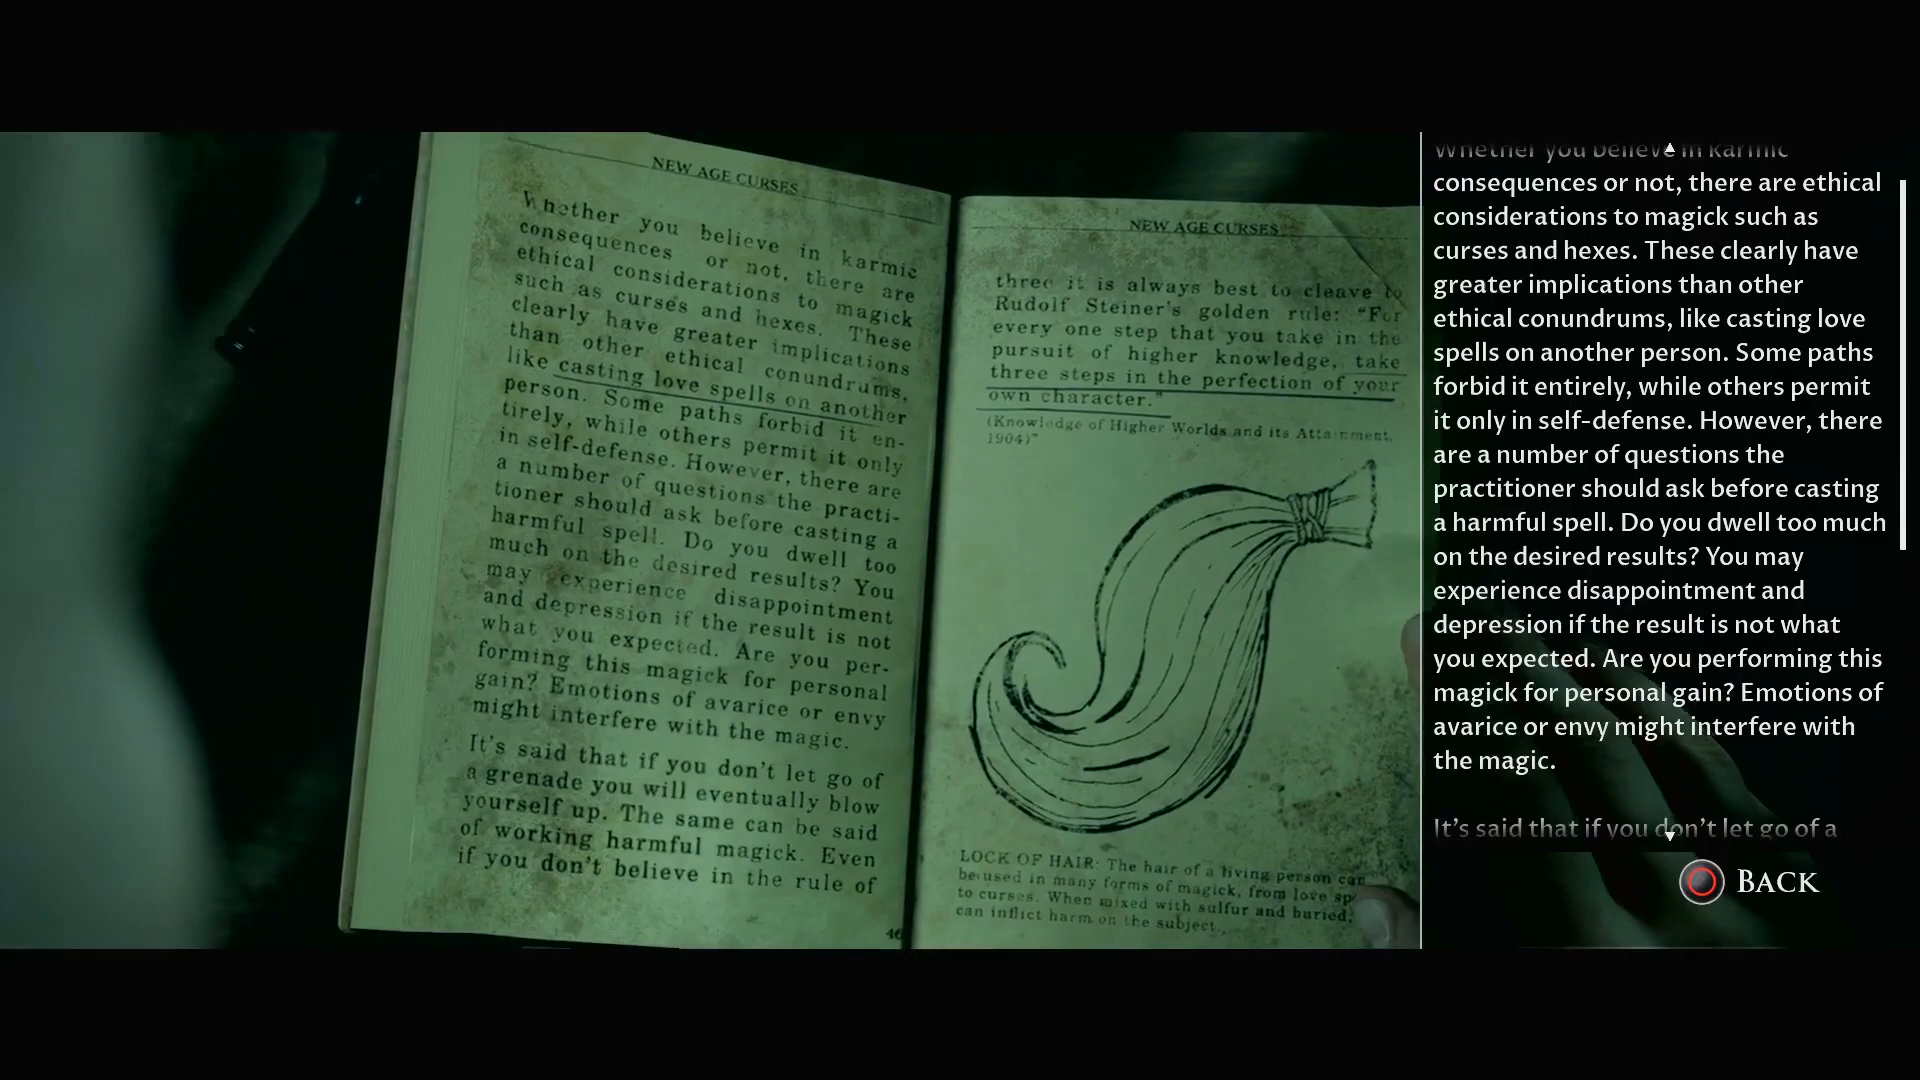 NEW AGE CURSES
Whether you believe in karmic
consequences or not, there are
ethical considerations to magick
such as curses and hexes. These
clearly have greater implications
than other ethical conundrums,
like casting love spells on another
person. Some paths forbid it en-
tirely, while others permit it only
in self-defense. However, there are
a number of questions the practi-
tioner should ask before casting a
harmful spell. Do you dwell too
much on the desired results? You
may experience disappointment
and depression if the result is not
what you expected. Are you per-
forming this magick for personal
gain? Emotions of avarice or envy
might interfere with the magic.
It's said that if you don't let go of
a grenade you will eventually blow
yourself up. The same can be said
of working harmful magick. Even
if you don't believe in the rule of
NEW AGE CURSES
three it is always best to cleave to
Rudolf Steiner's golden rule: "For
every one step that you take in the
pursuit of higher knowledge, take
three steps in the perfection of your
own character."
(Knowledge of Higher Worlds and its Attainment,
1904)"
LOCK OF HAIR: The hair of a living person can
be used in many forms of magick, from love sp
to curses. When mixed with sulfur and buried,
can inflict harm on the subject.
Whether you believe in karmic
consequences or not, there are ethical
considerations to magick such as
curses and hexes. These clearly have
greater implications than other
ethical conundrums, like casting love
spells on another person. Some paths
forbid it entirely, while others permit
it only in self-defense. However, there
are a number of questions the
practitioner should ask before casting
a harmful spell. Do you dwell too much
on the desired results? You may
experience disappointment and
depression if the result is not what
you expected. Are you performing this
magick for personal gain? Emotions of
avarice or envy might interfere with
the magic.
It's said that if you don't let go of a
BACK